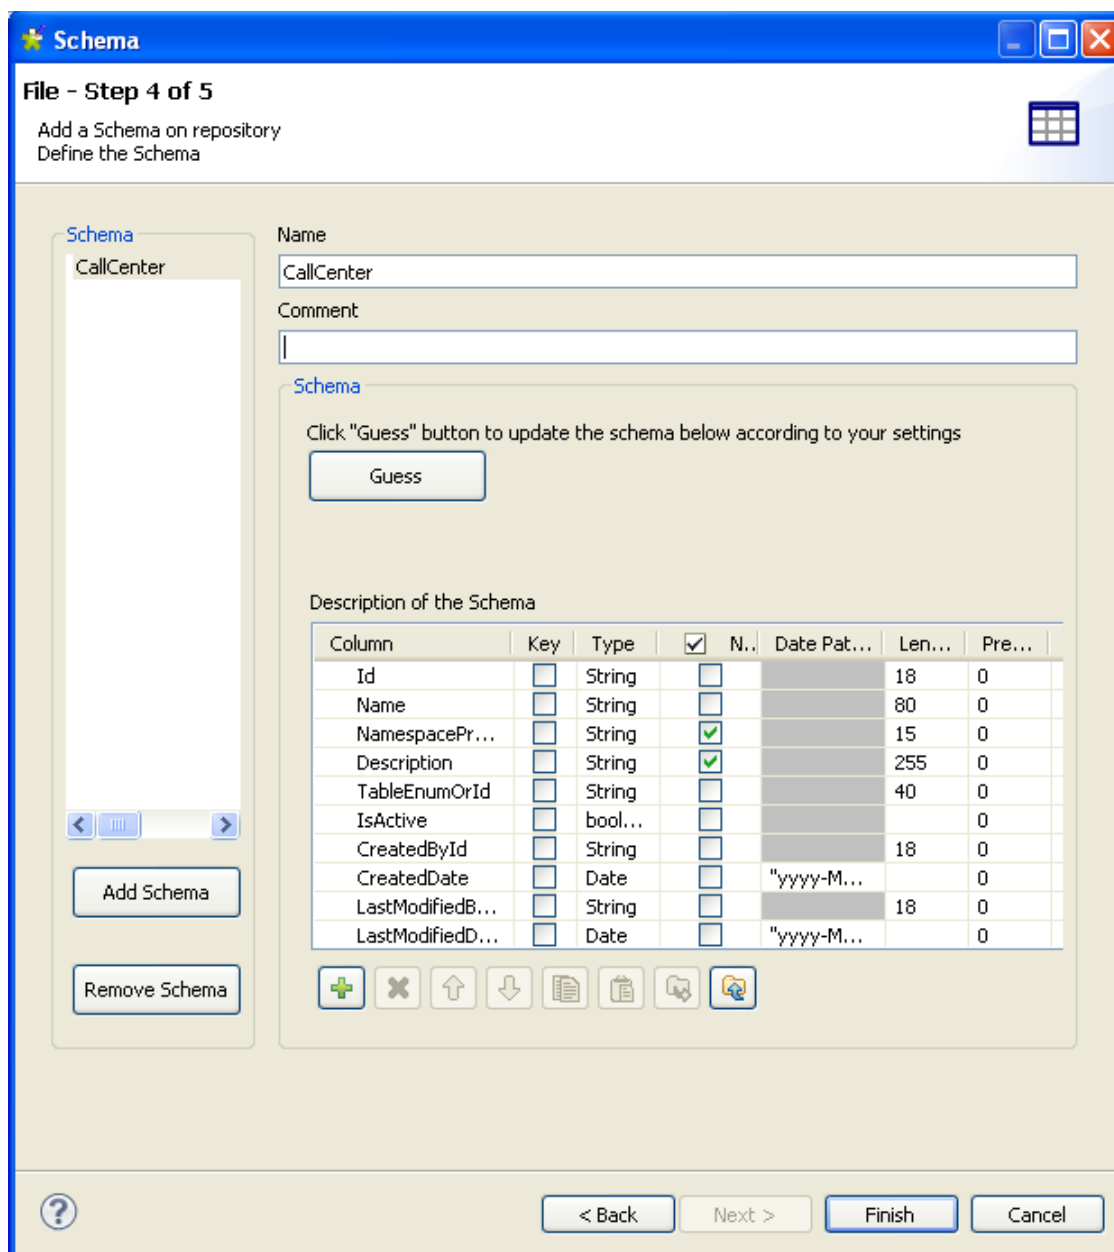 Schema
File - Step 4 of 5
Add a Schema on repository
Define the Schema
Schema
CallCenter
Name
CallCenter
Comment
Schema
Click "Guess" button to update the schema below according to your settings
Guess
Description of the Schema
Column Key Type N.. Date Pat... Len... Pre...
Id String 18 0
Name String 80 0
NamespacePr... String 15 0
Description String 255 0
TableEnumOrId String 40 0
IsActive bool... 0
CreatedById String 18 0
CreatedDate Date "yyyy-M... 0
LastModifiedB... String 18 0
LastModifiedD... Date "yyyy-M... 0
Add Schema
Remove Schema
?
< Back Next > Finish Cancel